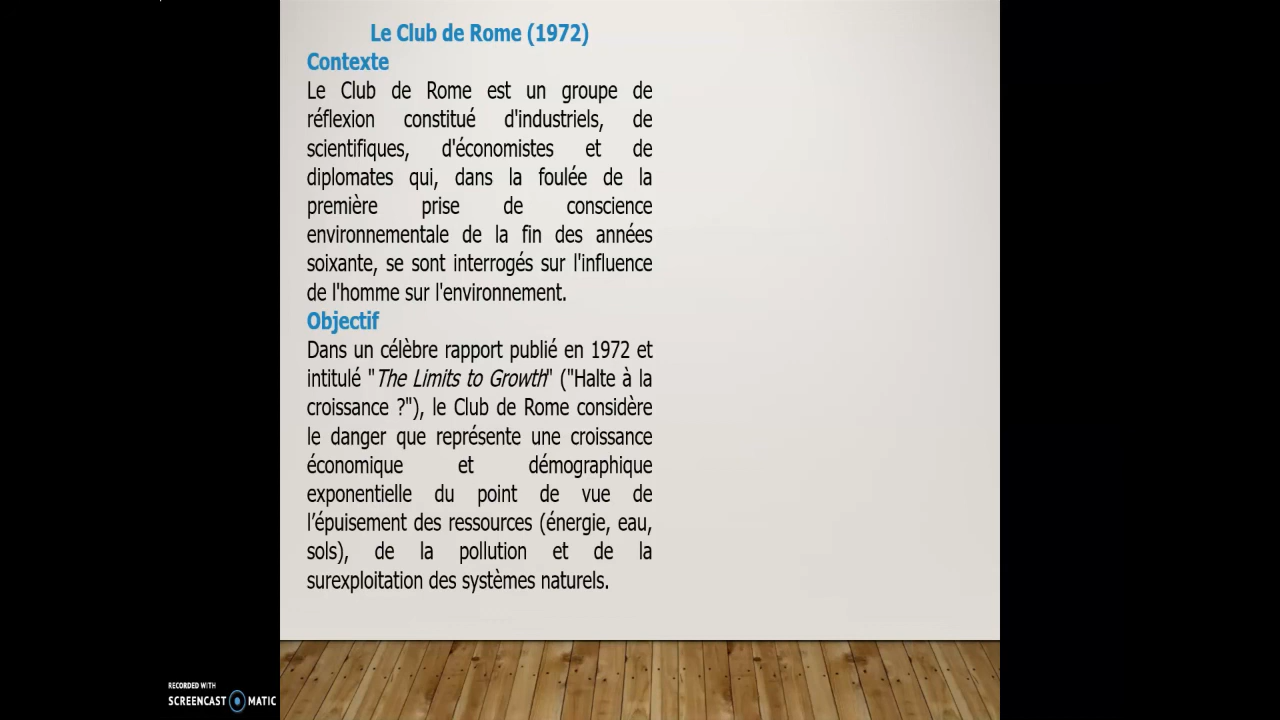 Le Club de Rome (1972)
Contexte
Le Club de Rome est un groupe de
réflexion constitué d'industriels, de
scientifiques, d'économistes et de
diplomates qui, dans la foulée de la
première prise de conscience
environnementale de la fin des années
soixante, se sont interrogés sur l'influence
de l'homme sur l'environnement.
Objectif
Dans un célèbre rapport publié en 1972 et
intitulé "The Limits to Growth" ("Halte à la
croissance ?"), le Club de Rome considère
le danger que représente une croissance
économique et démographique
exponentielle du point de vue de
l’épuisement des ressources (énergie, eau,
sols), de la pollution et de la
surexploitation des systèmes naturels.
RECORDED WITH
SCREENCAST MATIC